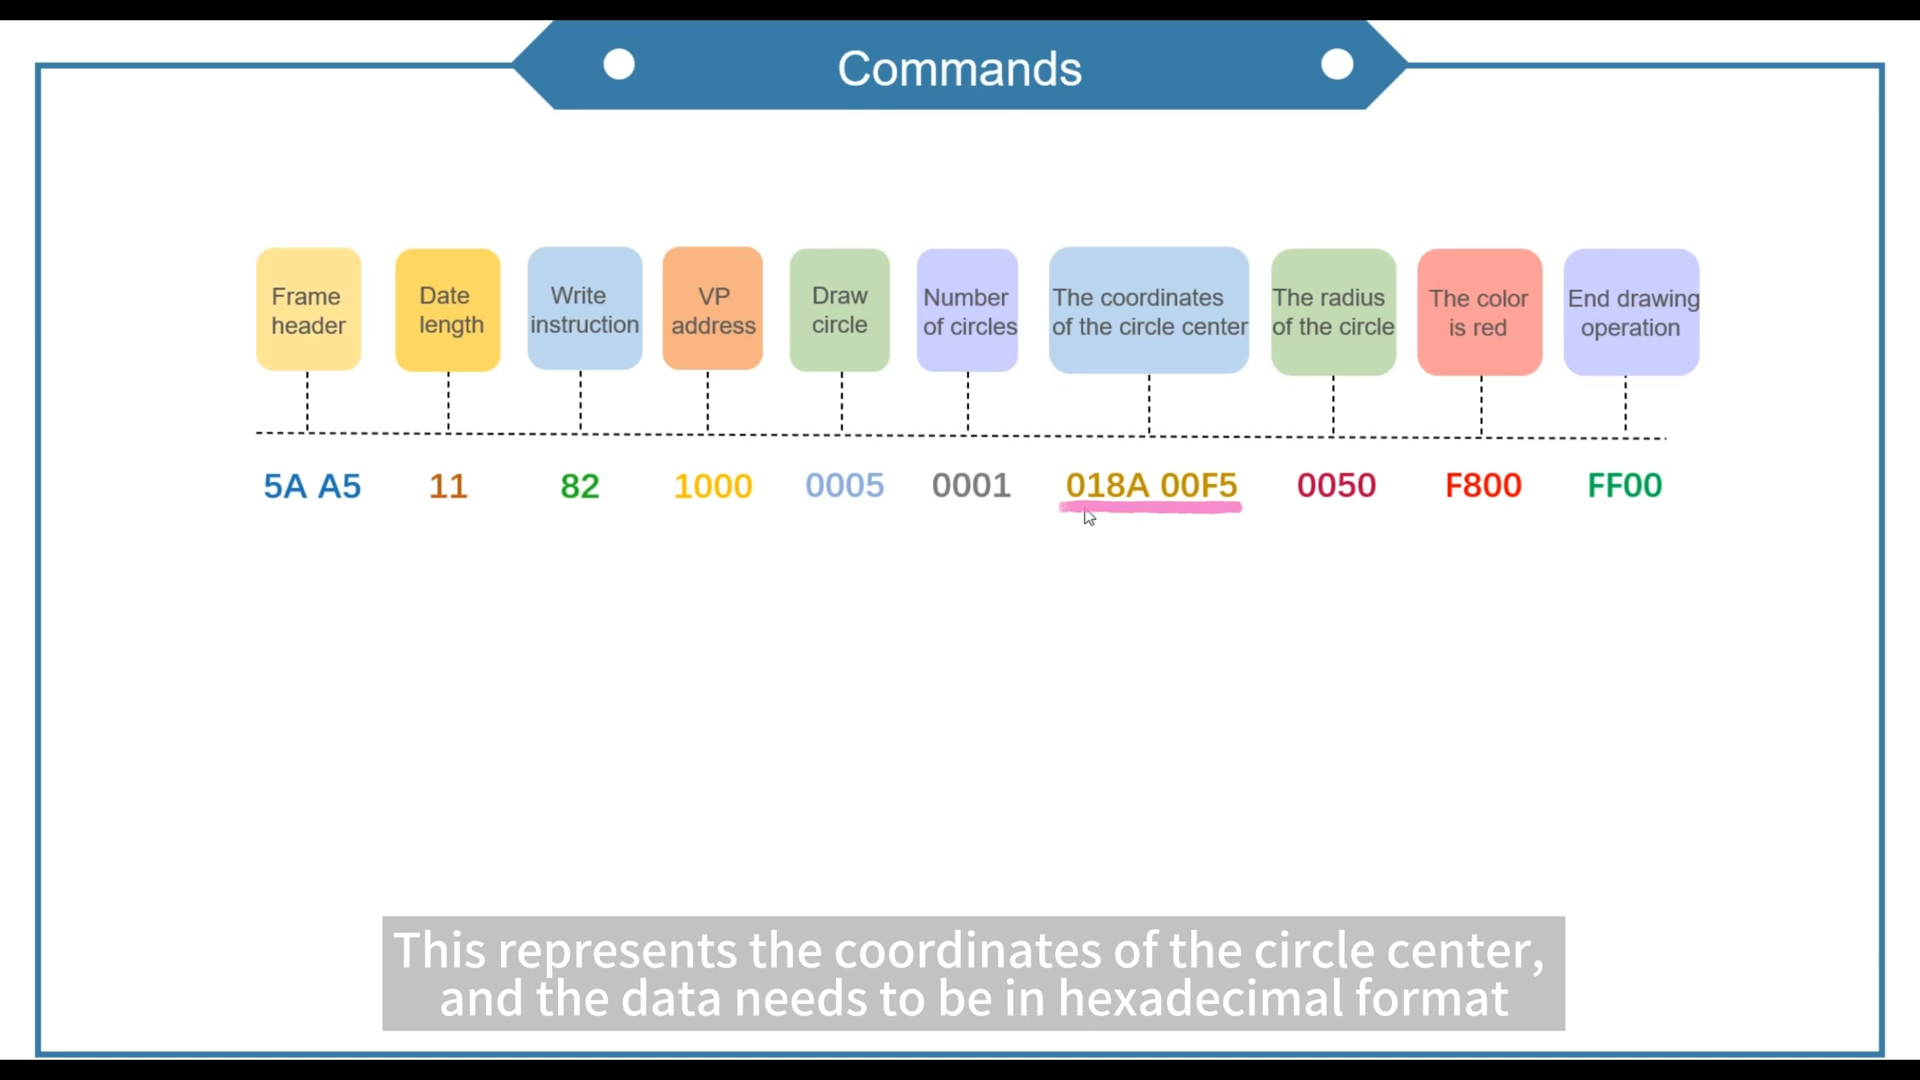 Commands
Frame
header
Date
length
Write
instruction
VP
address
Draw
circle
Number
of circles
The coordinates
of the circle center
The radius
of the circle
The color
is red
End drawing
operation
5A A5 11 82 1000 0005 0001 018A 00F5 0050 F800 FF00
This represents the coordinates of the circle center,
and the data needs to be in hexadecimal format